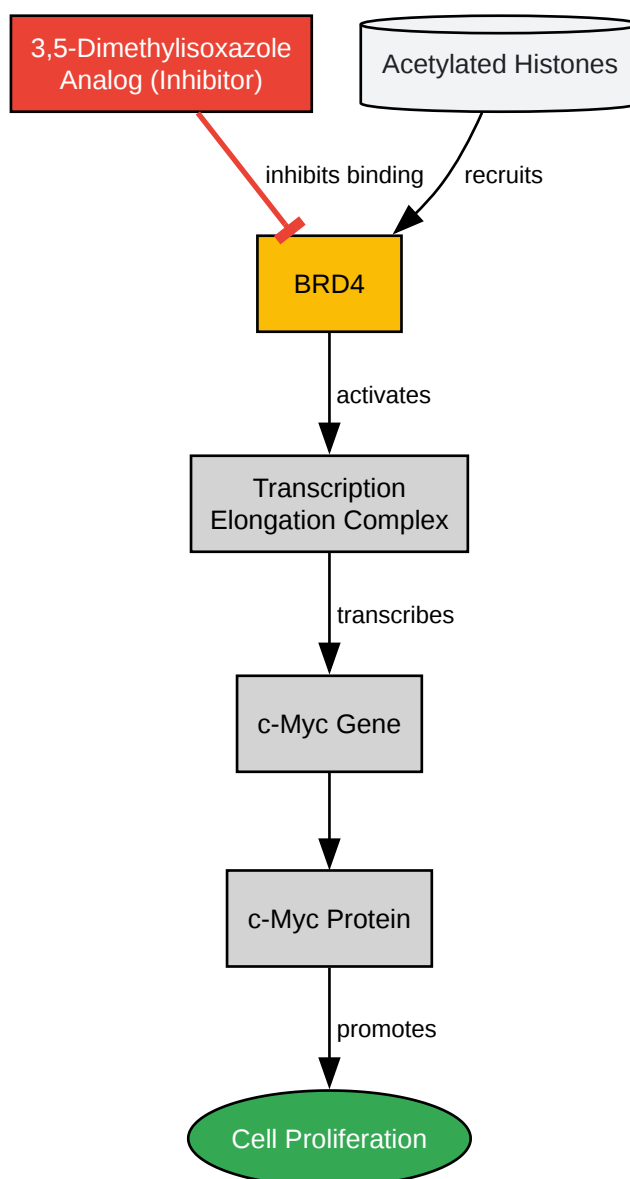 3,5-Dimethylisoxazole
Analog (Inhibitor)
Acetylated Histones
inhibits binding
recruits
BRD4
activates
Transcription
Elongation Complex
transcribes
c-Myc Gene
c-Myc Protein
promotes
Cell Proliferation